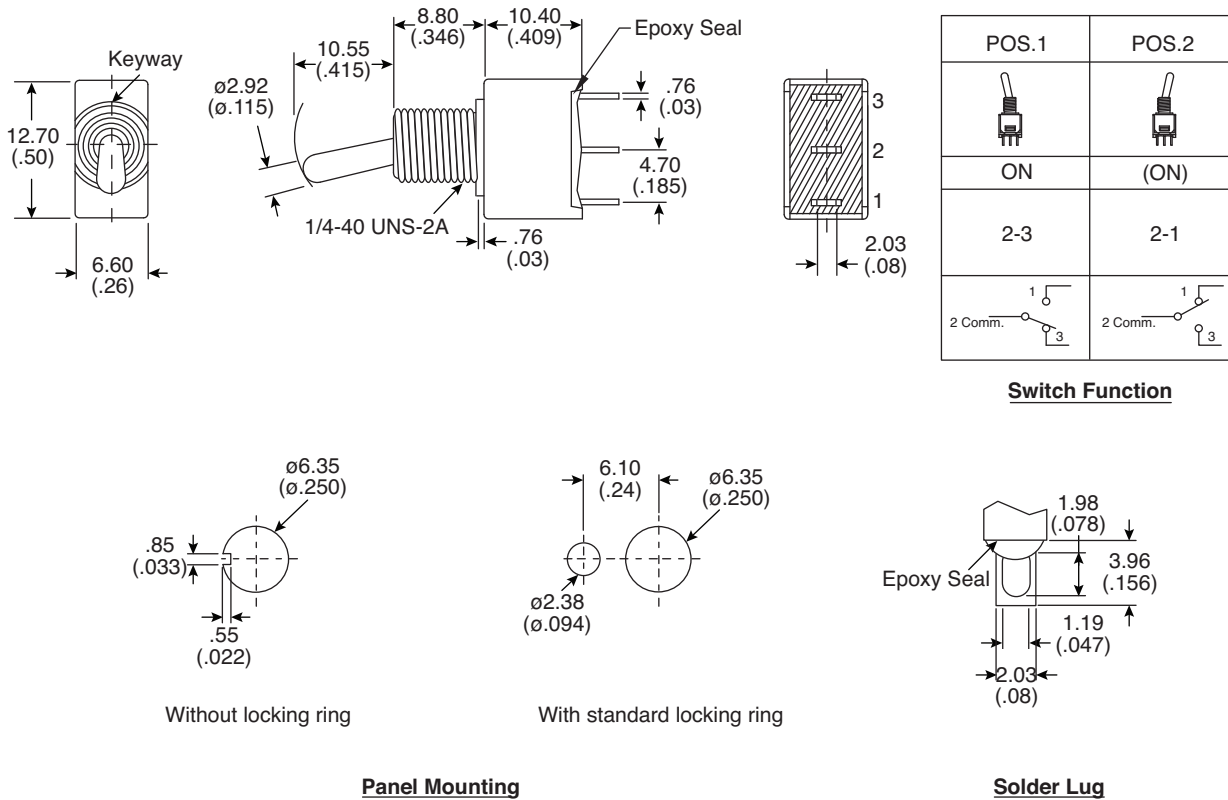 Keyway
12.70
(.50)
6.60
(.26)
8.80
(.346)
10.40
(.409)
Epoxy Seal
10.55
(.415)
ø2.92
(ø.115)
.76
(.03)
4.70
(.185)
1/4-40 UNS-2A
.76
(.03)
3
2
1
2.03
(.08)
POS.1 POS.2
ON (ON)
2-3 2-1
1 1
2 Comm. 2 Comm.
3 3
Switch Function
ø6.35
(ø.250)
.85
(.033)
.55
(.022)
Without locking ring
6.10
(.24)
ø6.35
(ø.250)
ø2.38
(ø.094)
With standard locking ring
Panel Mounting
1.98
(.078)
Epoxy Seal
3.96
(.156)
1.19
(.047)
2.03
(.08)
Solder Lug